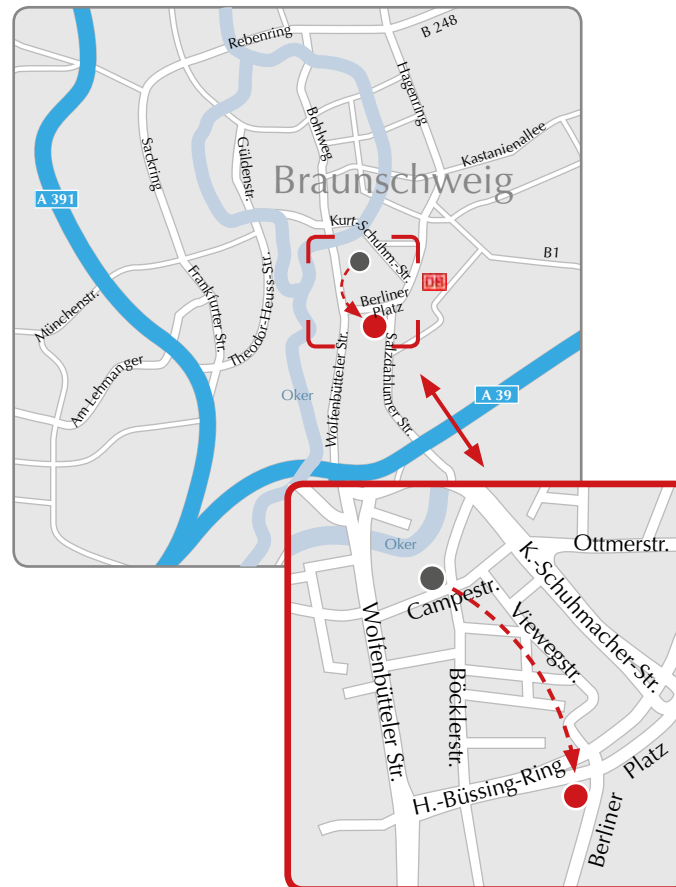 B 248
Rebenring
Hagenring
Bohlweg
Sackring
Güldenstr.
Kastanienallee
Braunschweig
A 391
Kurt-Schuhm.-Str.
B1
Theodor-Heuss-Str.
Frankfurter Str.
DB
Münchenstr.
Berliner
Platz
Am-Lehmanger
Wolfenbütteler Str.
Salzdahlumer Str.
Oker
A 39
Oker
Ottmerstr.
K.-Schuhmacher-Str.
Campestr.
Wolfenbütteler Str.
Viewegstr.
Böcklerstr.
H.-Büssing-Ring
Berliner
Platz